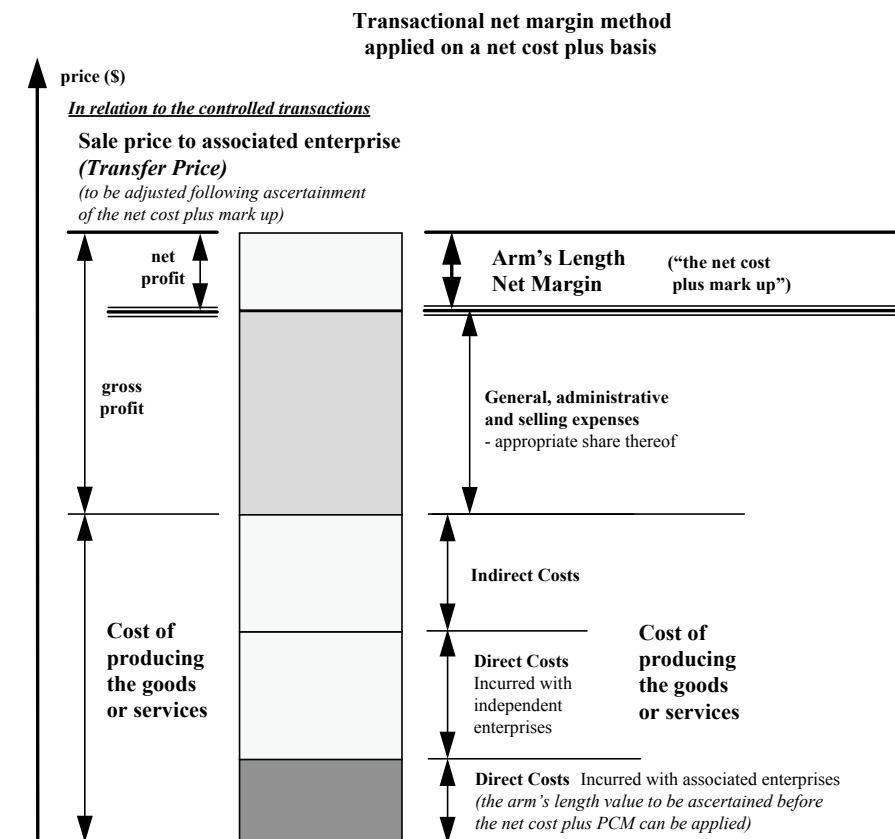 Transactional net margin method
applied on a net cost plus basis
price ($)
In relation to the controlled transactions
Sale price to associated enterprise
(Transfer Price)
(to be adjusted following ascertainment
of the net cost plus mark up)
net
profit
Arm's Length
Net Margin
("the net cost
plus mark up")
gross
profit
General, administrative
and selling expenses
- appropriate share thereof
Indirect Costs
Cost of
producing
the goods
or services
Direct Costs
Incurred with
independent
enterprises
Cost of
producing
the goods
or services
Direct Costs Incurred with associated enterprises
(the arm's length value to be ascertained before
the net cost plus PCM can be applied)